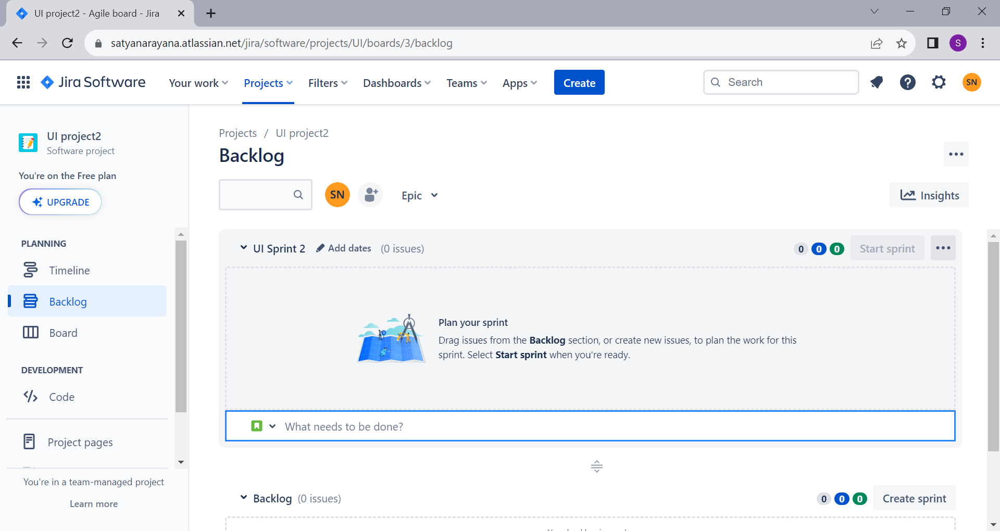 UI project2 - Agile board - Jira
satyanarayana.atlassian.net/jira/software/projects/UI/boards/3/backlog
S
Jira Software
Your work
Projects
Filters
Dashboards
Teams
Apps
Create
Search
SN
UI project2
Software project
You're on the Free plan
UPGRADE
PLANNING
Timeline
Backlog
Board
DEVELOPMENT
Code
Project pages
You're in a team-managed project
Learn more
Projects / UI project2
Backlog
SN
Epic
Insights
UI Sprint 2 Add dates (0 issues)
0 0 0 Start sprint
Plan your sprint
Drag issues from the Backlog section, or create new issues, to plan the work for this
sprint. Select Start sprint when you're ready.
What needs to be done?
Backlog (0 issues)
0 0 0 Create sprint